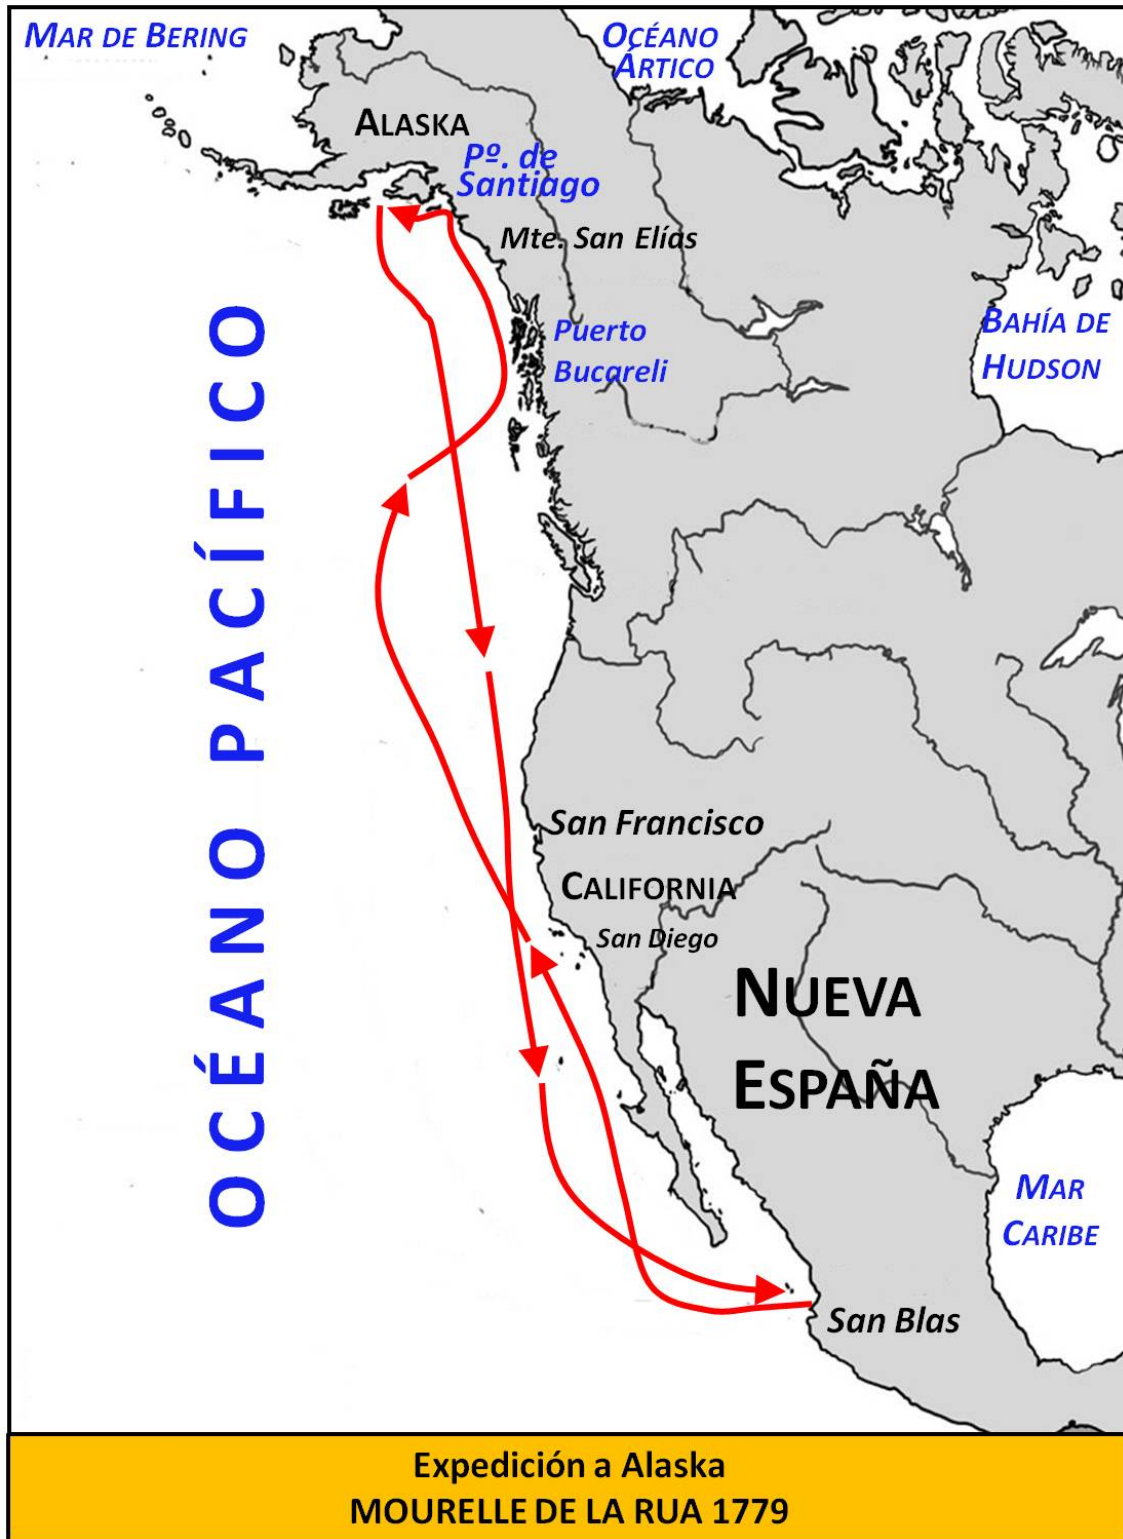 MAR DE BERING
OCÉANO
ÁRTICO
ALASKA
Pº. de
Santiago
Mte. San Elías
Puerto
Bucareli
BAHÍA DE
HUDSON
OCÉANO PACÍFICO
San Francisco
CALIFORNIA
San Diego
NUEVA
ESPAÑA
MAR
CARIBE
San Blas
Expedición a Alaska
MOURELLE DE LA RUA 1779